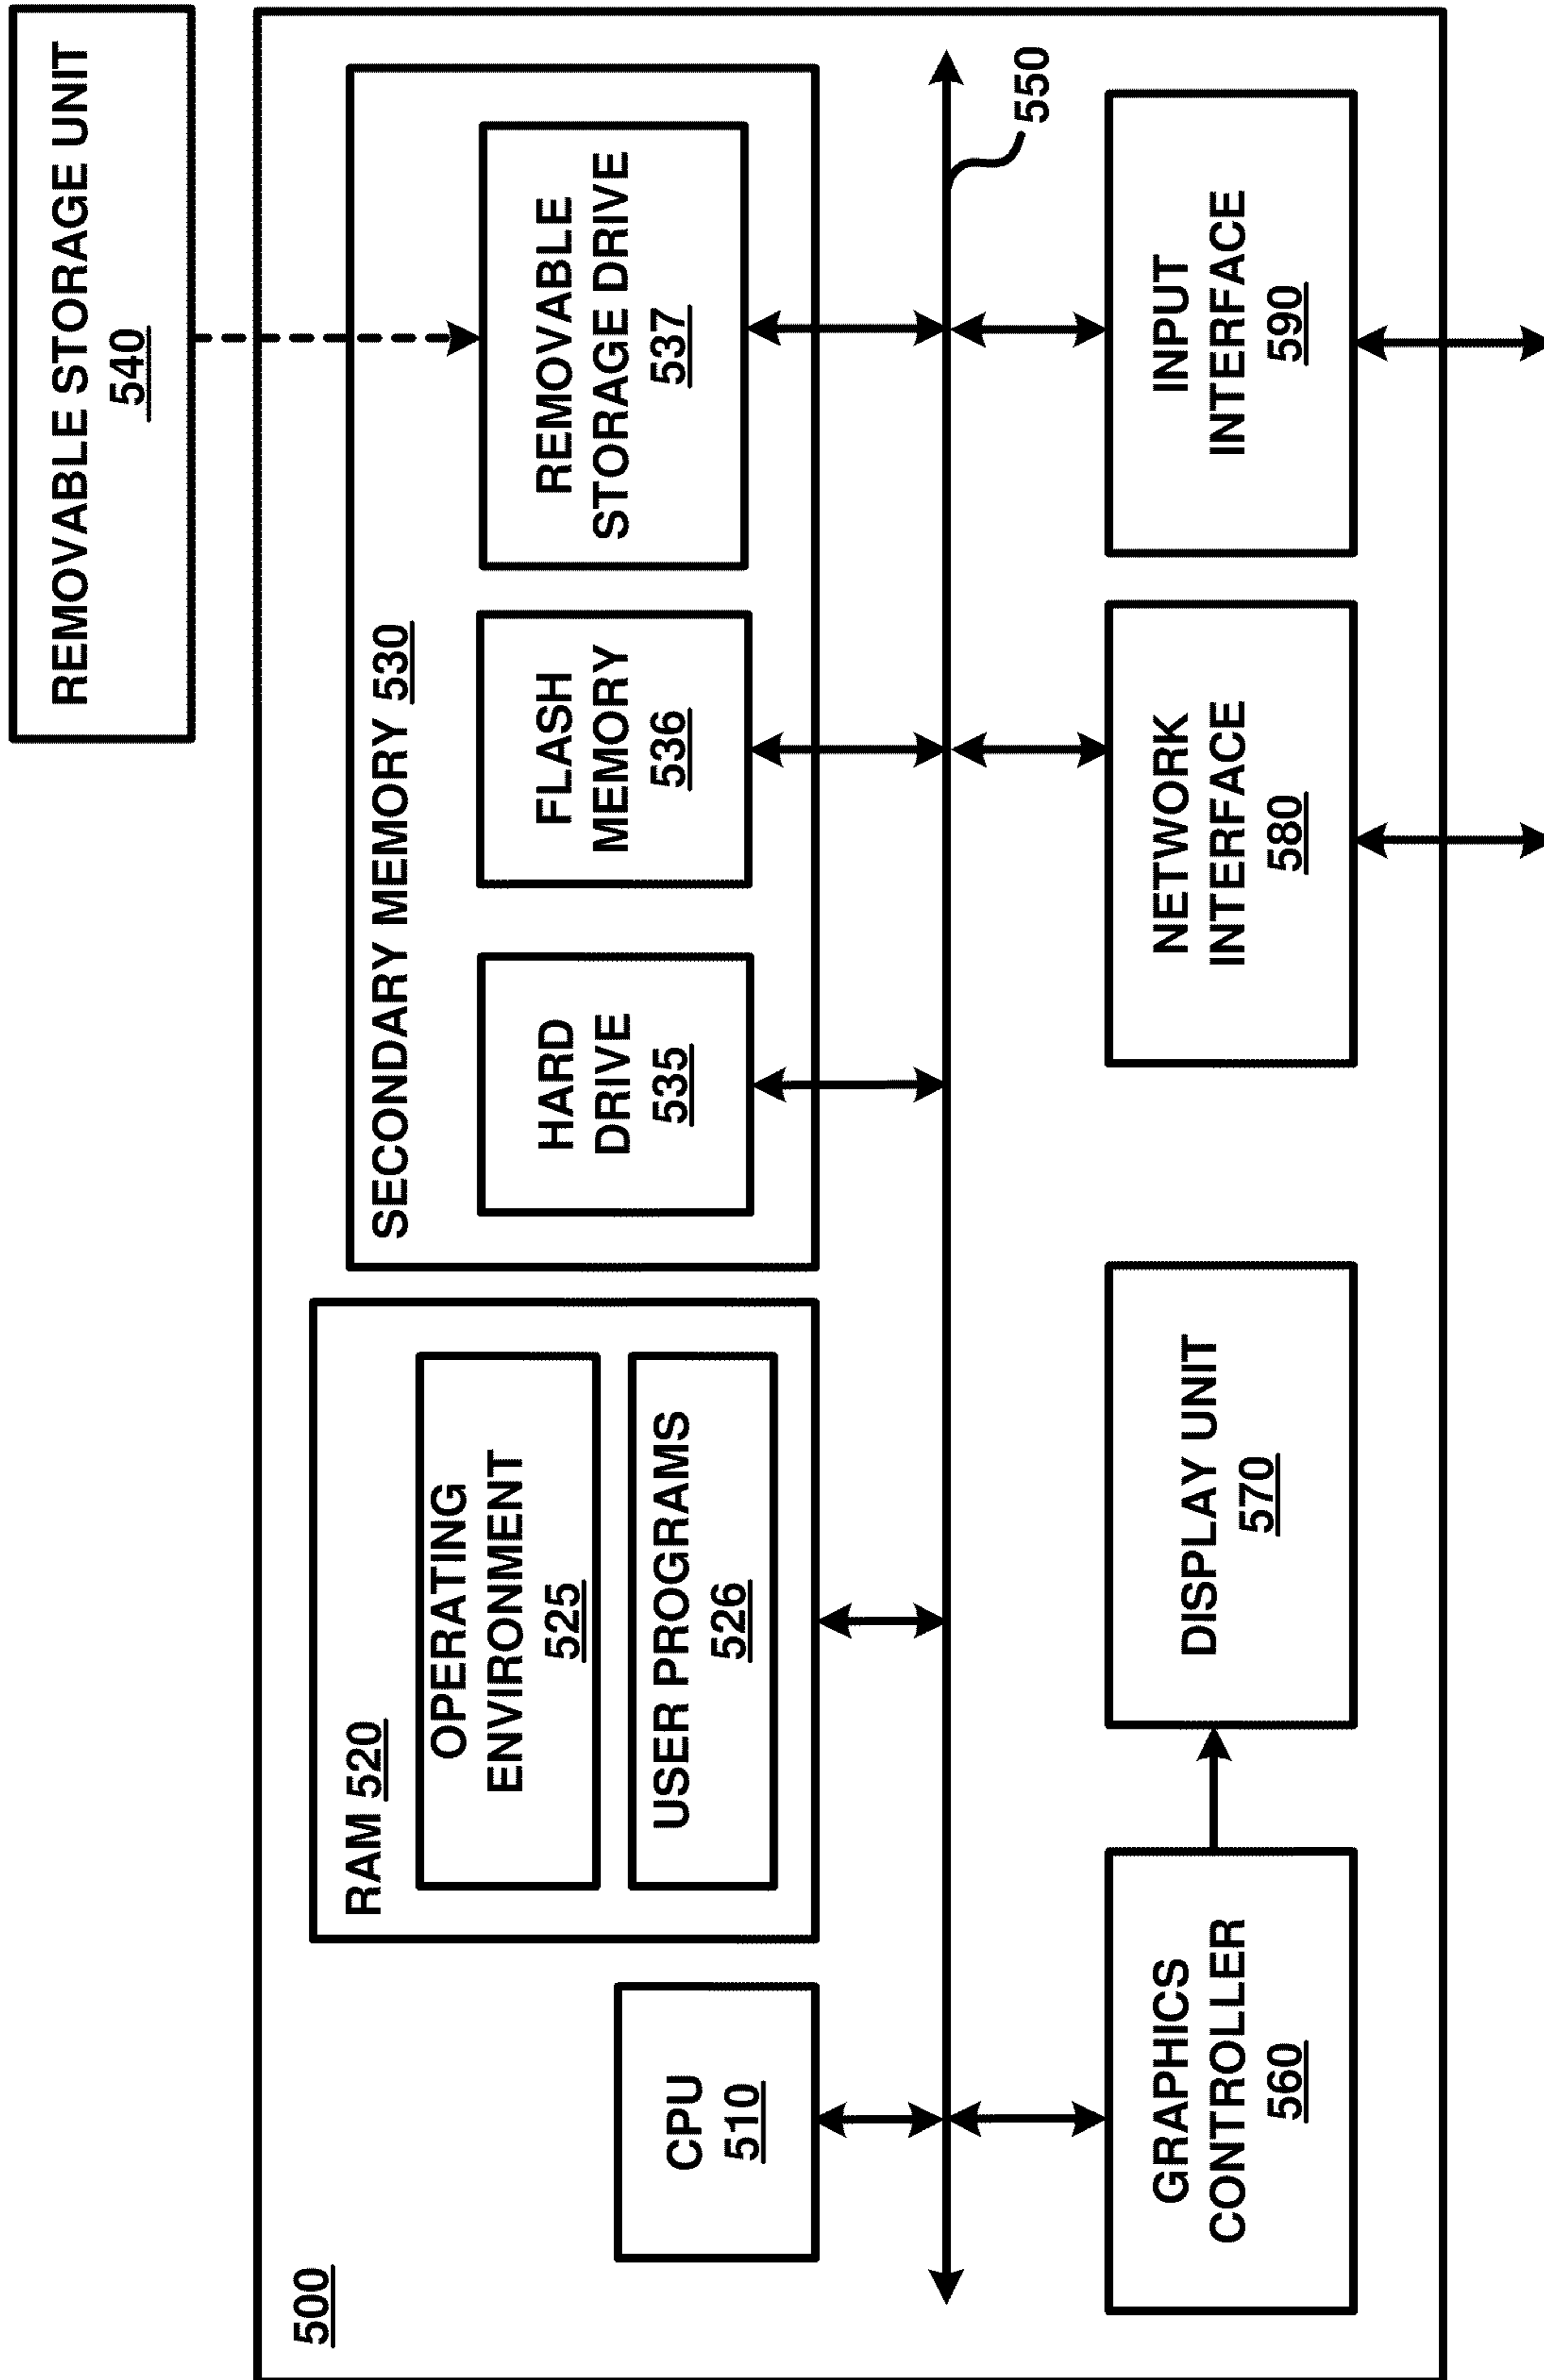 REMOVABLE STORAGE UNIT
540
500
CPU
510
RAM 520
OPERATING
ENVIRONMENT
525
USER PROGRAMS
526
SECONDARY MEMORY 530
HARD
DRIVE
535
FLASH
MEMORY
536
REMOVABLE
STORAGE DRIVE
537
550
GRAPHICS
CONTROLLER
560
DISPLAY UNIT
570
NETWORK
INTERFACE
580
INPUT
INTERFACE
590